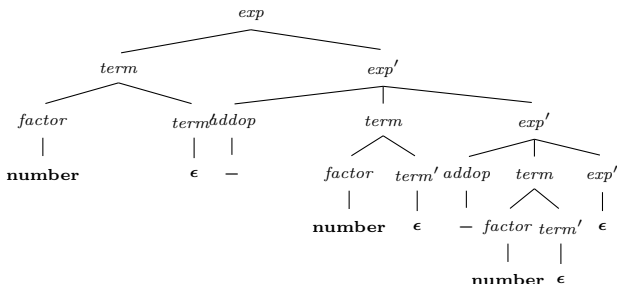 exp
term exp′
factor term′ addop term exp′
number ϵ − factor term′ addop term exp′
number ϵ − factor term′ ϵ
number ϵ